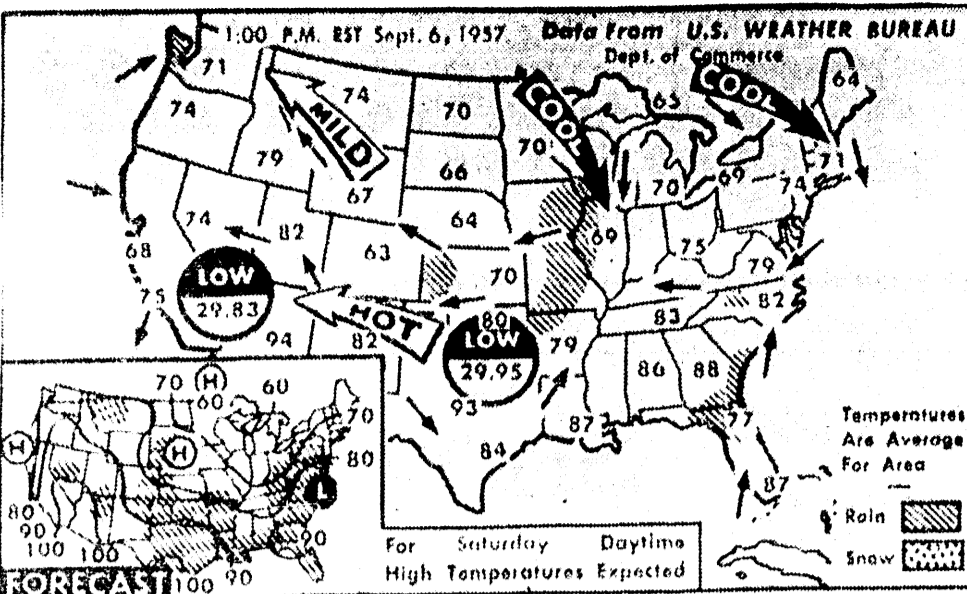 1:00 P.M. EST Sept. 6, 1957 Data From U.S. WEATHER BUREAU
Dept. of Commerce
COOL
COOL
MILD
HOT
71
74
74
79
67
70
66
64
63
70
70
65
64
69
71
74
70
69
75
79
82
83
74
82
68
75
LOW
29.83
94
82
80
LOW
29.95
79
93
84
87
86
88
77
87
Temperatures
Are Average
For Area
Rain
Snow
H
70
60
60
70
80
H
H
L
80
90
100
100
100
90
90
FORECAST
For Saturday Daytime
High Temperatures Expected